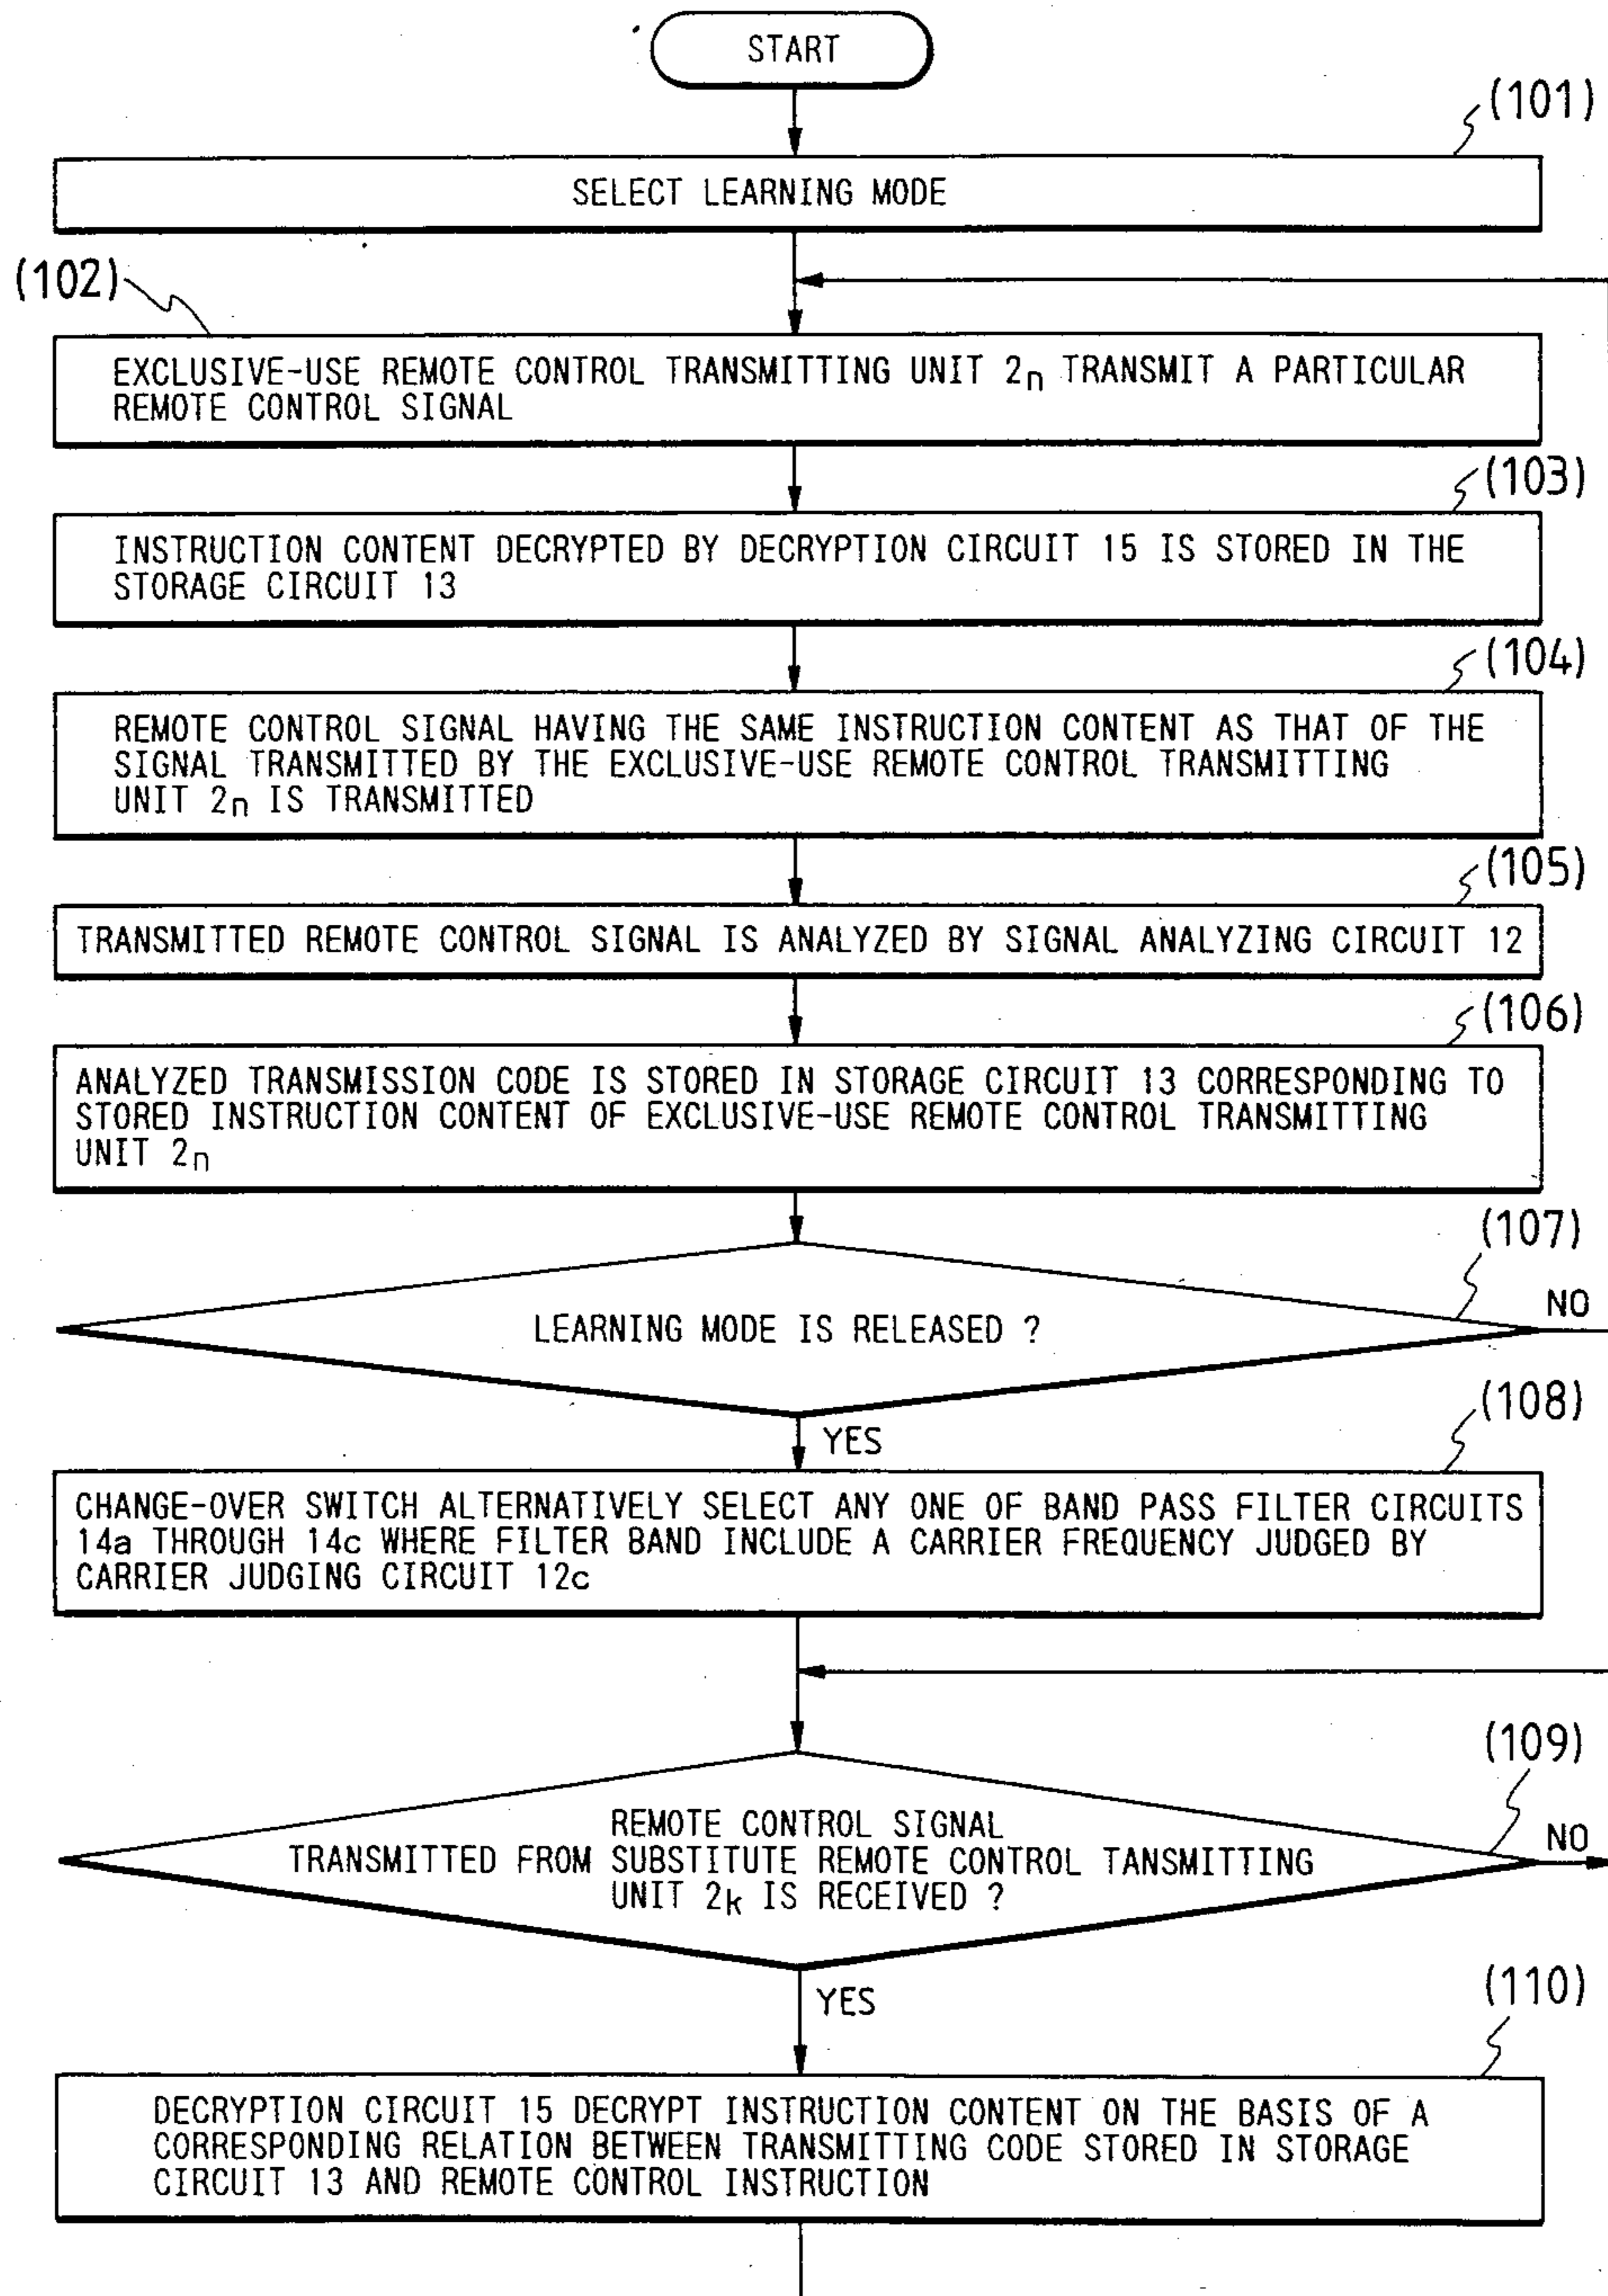 START
(101)
SELECT LEARNING MODE
(102)
EXCLUSIVE-USE REMOTE CONTROL TRANSMITTING UNIT 2n TRANSMIT A PARTICULAR
REMOTE CONTROL SIGNAL
(103)
INSTRUCTION CONTENT DECRYPTED BY DECRYPTION CIRCUIT 15 IS STORED IN THE
STORAGE CIRCUIT 13
(104)
REMOTE CONTROL SIGNAL HAVING THE SAME INSTRUCTION CONTENT AS THAT OF THE
SIGNAL TRANSMITTED BY THE EXCLUSIVE-USE REMOTE CONTROL TRANSMITTING
UNIT 2n IS TRANSMITTED
(105)
TRANSMITTED REMOTE CONTROL SIGNAL IS ANALYZED BY SIGNAL ANALYZING CIRCUIT 12
(106)
ANALYZED TRANSMISSION CODE IS STORED IN STORAGE CIRCUIT 13 CORRESPONDING TO
STORED INSTRUCTION CONTENT OF EXCLUSIVE-USE REMOTE CONTROL TRANSMITTING
UNIT 2n
(107)
LEARNING MODE IS RELEASED ?
NO
YES
(108)
CHANGE-OVER SWITCH ALTERNATIVELY SELECT ANY ONE OF BAND PASS FILTER CIRCUITS
14a THROUGH 14c WHERE FILTER BAND INCLUDE A CARRIER FREQUENCY JUDGED BY
CARRIER JUDGING CIRCUIT 12c
(109)
REMOTE CONTROL SIGNAL
TRANSMITTED FROM SUBSTITUTE REMOTE CONTROL TANSMITTING
UNIT 2k IS RECEIVED ?
NO
YES
(110)
DECRYPTION CIRCUIT 15 DECRYPT INSTRUCTION CONTENT ON THE BASIS OF A
CORRESPONDING RELATION BETWEEN TRANSMITTING CODE STORED IN STORAGE
CIRCUIT 13 AND REMOTE CONTROL INSTRUCTION